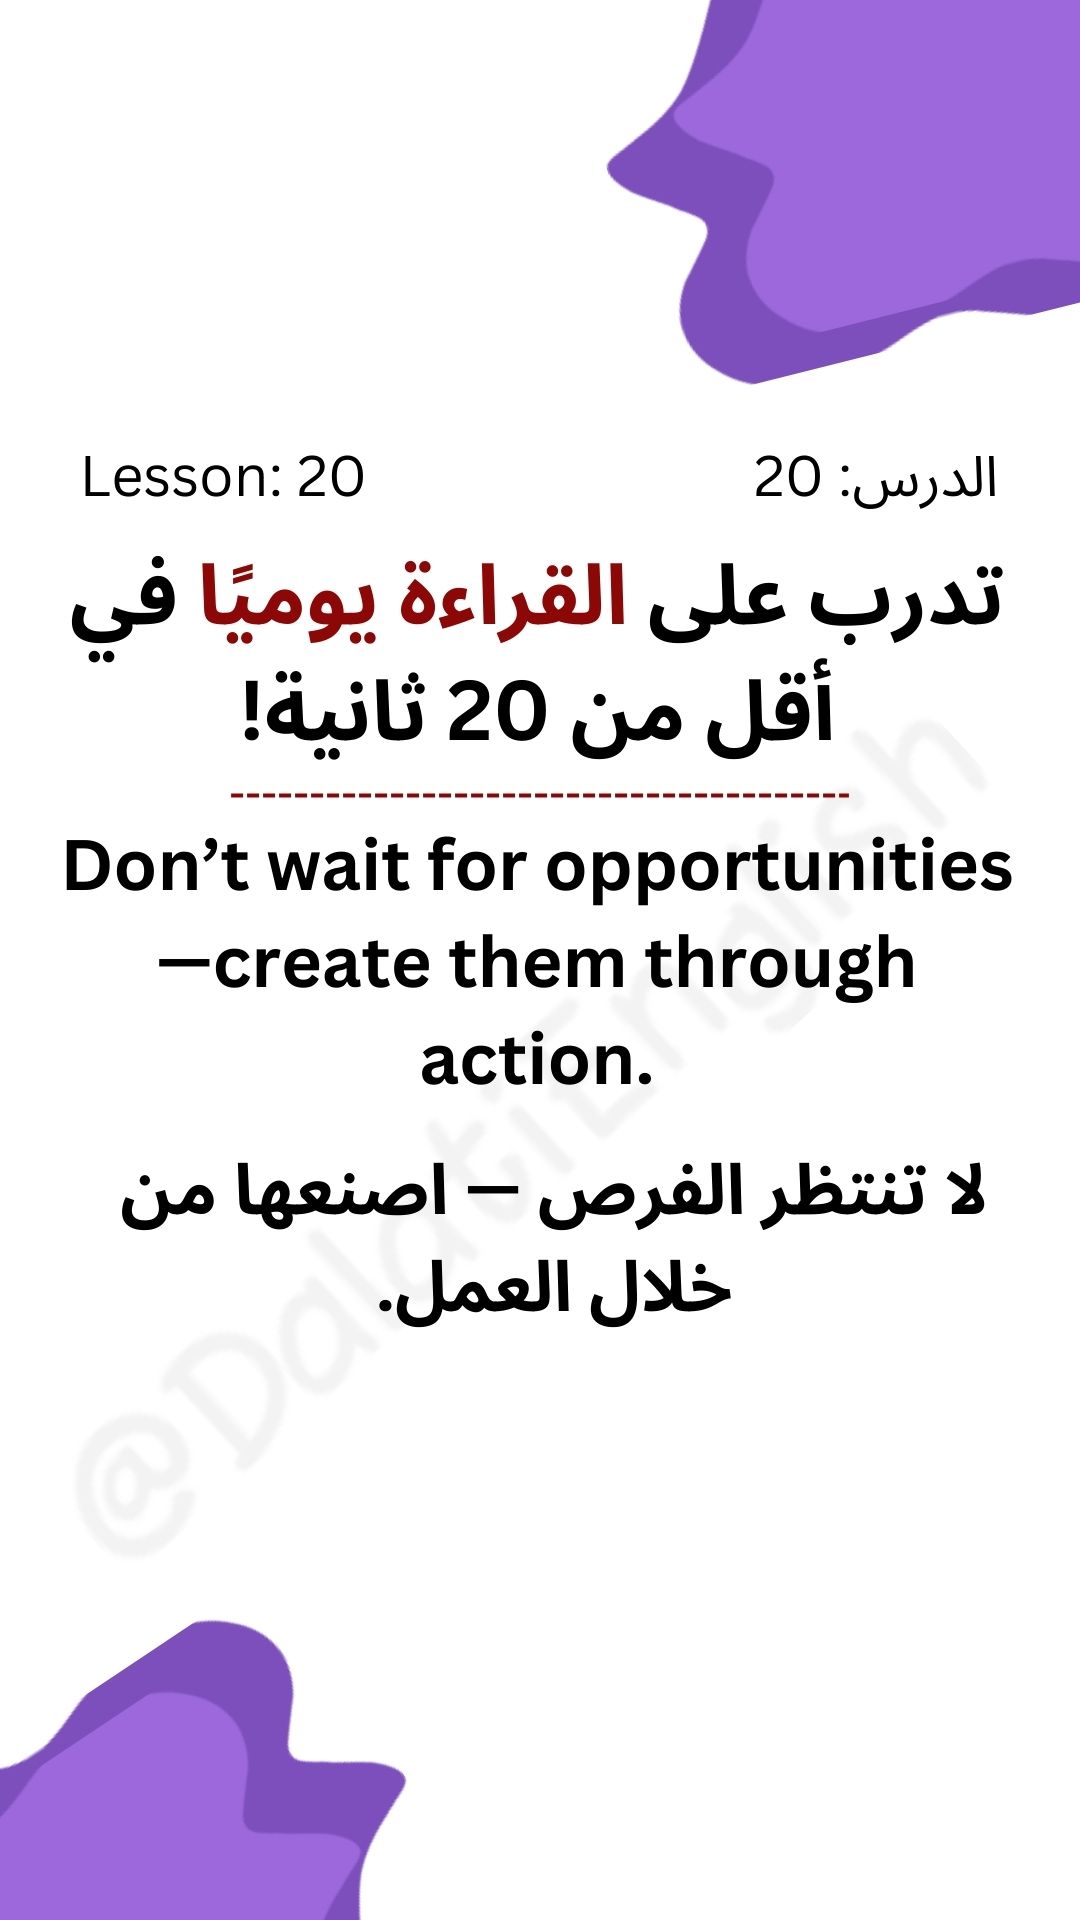 Lesson: 20
الدرس: 20
تدرب على القراءة يوميًا في
أقل من 20 ثانية!
---------------------------------------
Don’t wait for opportunities
—create them through
action.
لا تنتظر الفرص — اصنعها من
خلال العمل.
@DalatiEnglish